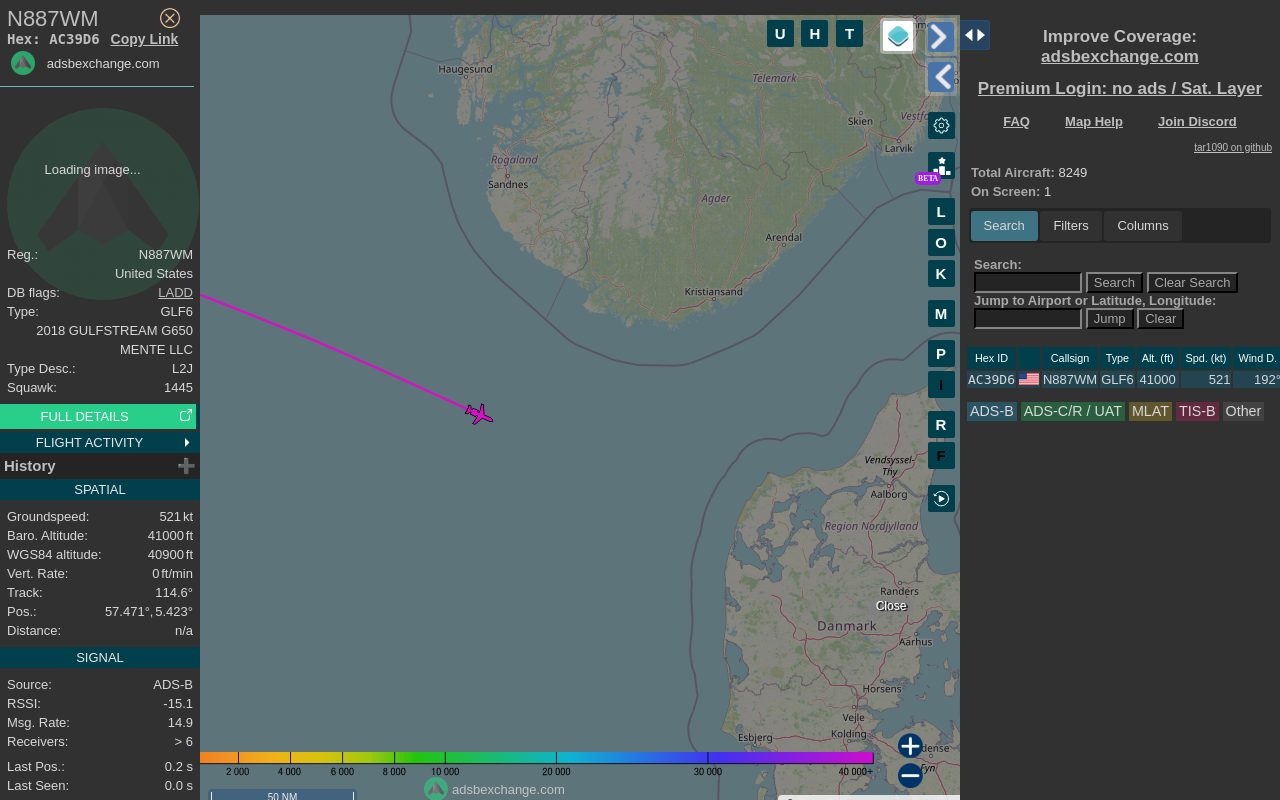 N887WM
Hex: AC39D6 Copy Link
adsbexchange.com
Loading image...
Reg.: N887WM
United States
DB flags: LADD
Type: GLF6
2018 GULFSTREAM G650
MENTE LLC
Type Desc.: L2J
Squawk: 1445
FULL DETAILS
FLIGHT ACTIVITY
History
SPATIAL
Groundspeed: 521 kt
Baro. Altitude: 41000 ft
WGS84 altitude: 40900 ft
Vert. Rate: 0 ft/min
Track: 114.6°
Pos.: 57.471°, 5.423°
Distance: n/a
SIGNAL
Source: ADS-B
RSSI: -15.1
Msg. Rate: 14.9
Receivers: > 6
Last Pos.: 0.2 s
Last Seen: 0.0 s
U H T
Haugesund
Telemark
Skien
Larvik
Rogaland
Sandnes
Agder
Arendal
Kristiansand
BETA
L
O
K
M
P
I
R
F
Vendsyssel-
Thy
Aalborg
Region Nordjylland
Randers
Close
Danmark
Aarhus
Horsens
Vejle
Kolding
Esbjerg
Fyn
2 000 4 000 6 000 8 000 10 000 20 000 30 000 40 000+
adsbexchange.com
50 NM
Improve Coverage:
adsbexchange.com
Premium Login: no ads / Sat. Layer
FAQ Map Help Join Discord
tar1090 on github
Total Aircraft: 8249
On Screen: 1
Search Filters Columns
Search:
Search Clear Search
Jump to Airport or Latitude, Longitude:
Jump Clear
Hex ID Callsign Type Alt. (ft) Spd. (kt) Wind D.
AC39D6 N887WM GLF6 41000 521 192°
ADS-B ADS-C/R / UAT MLAT TIS-B Other